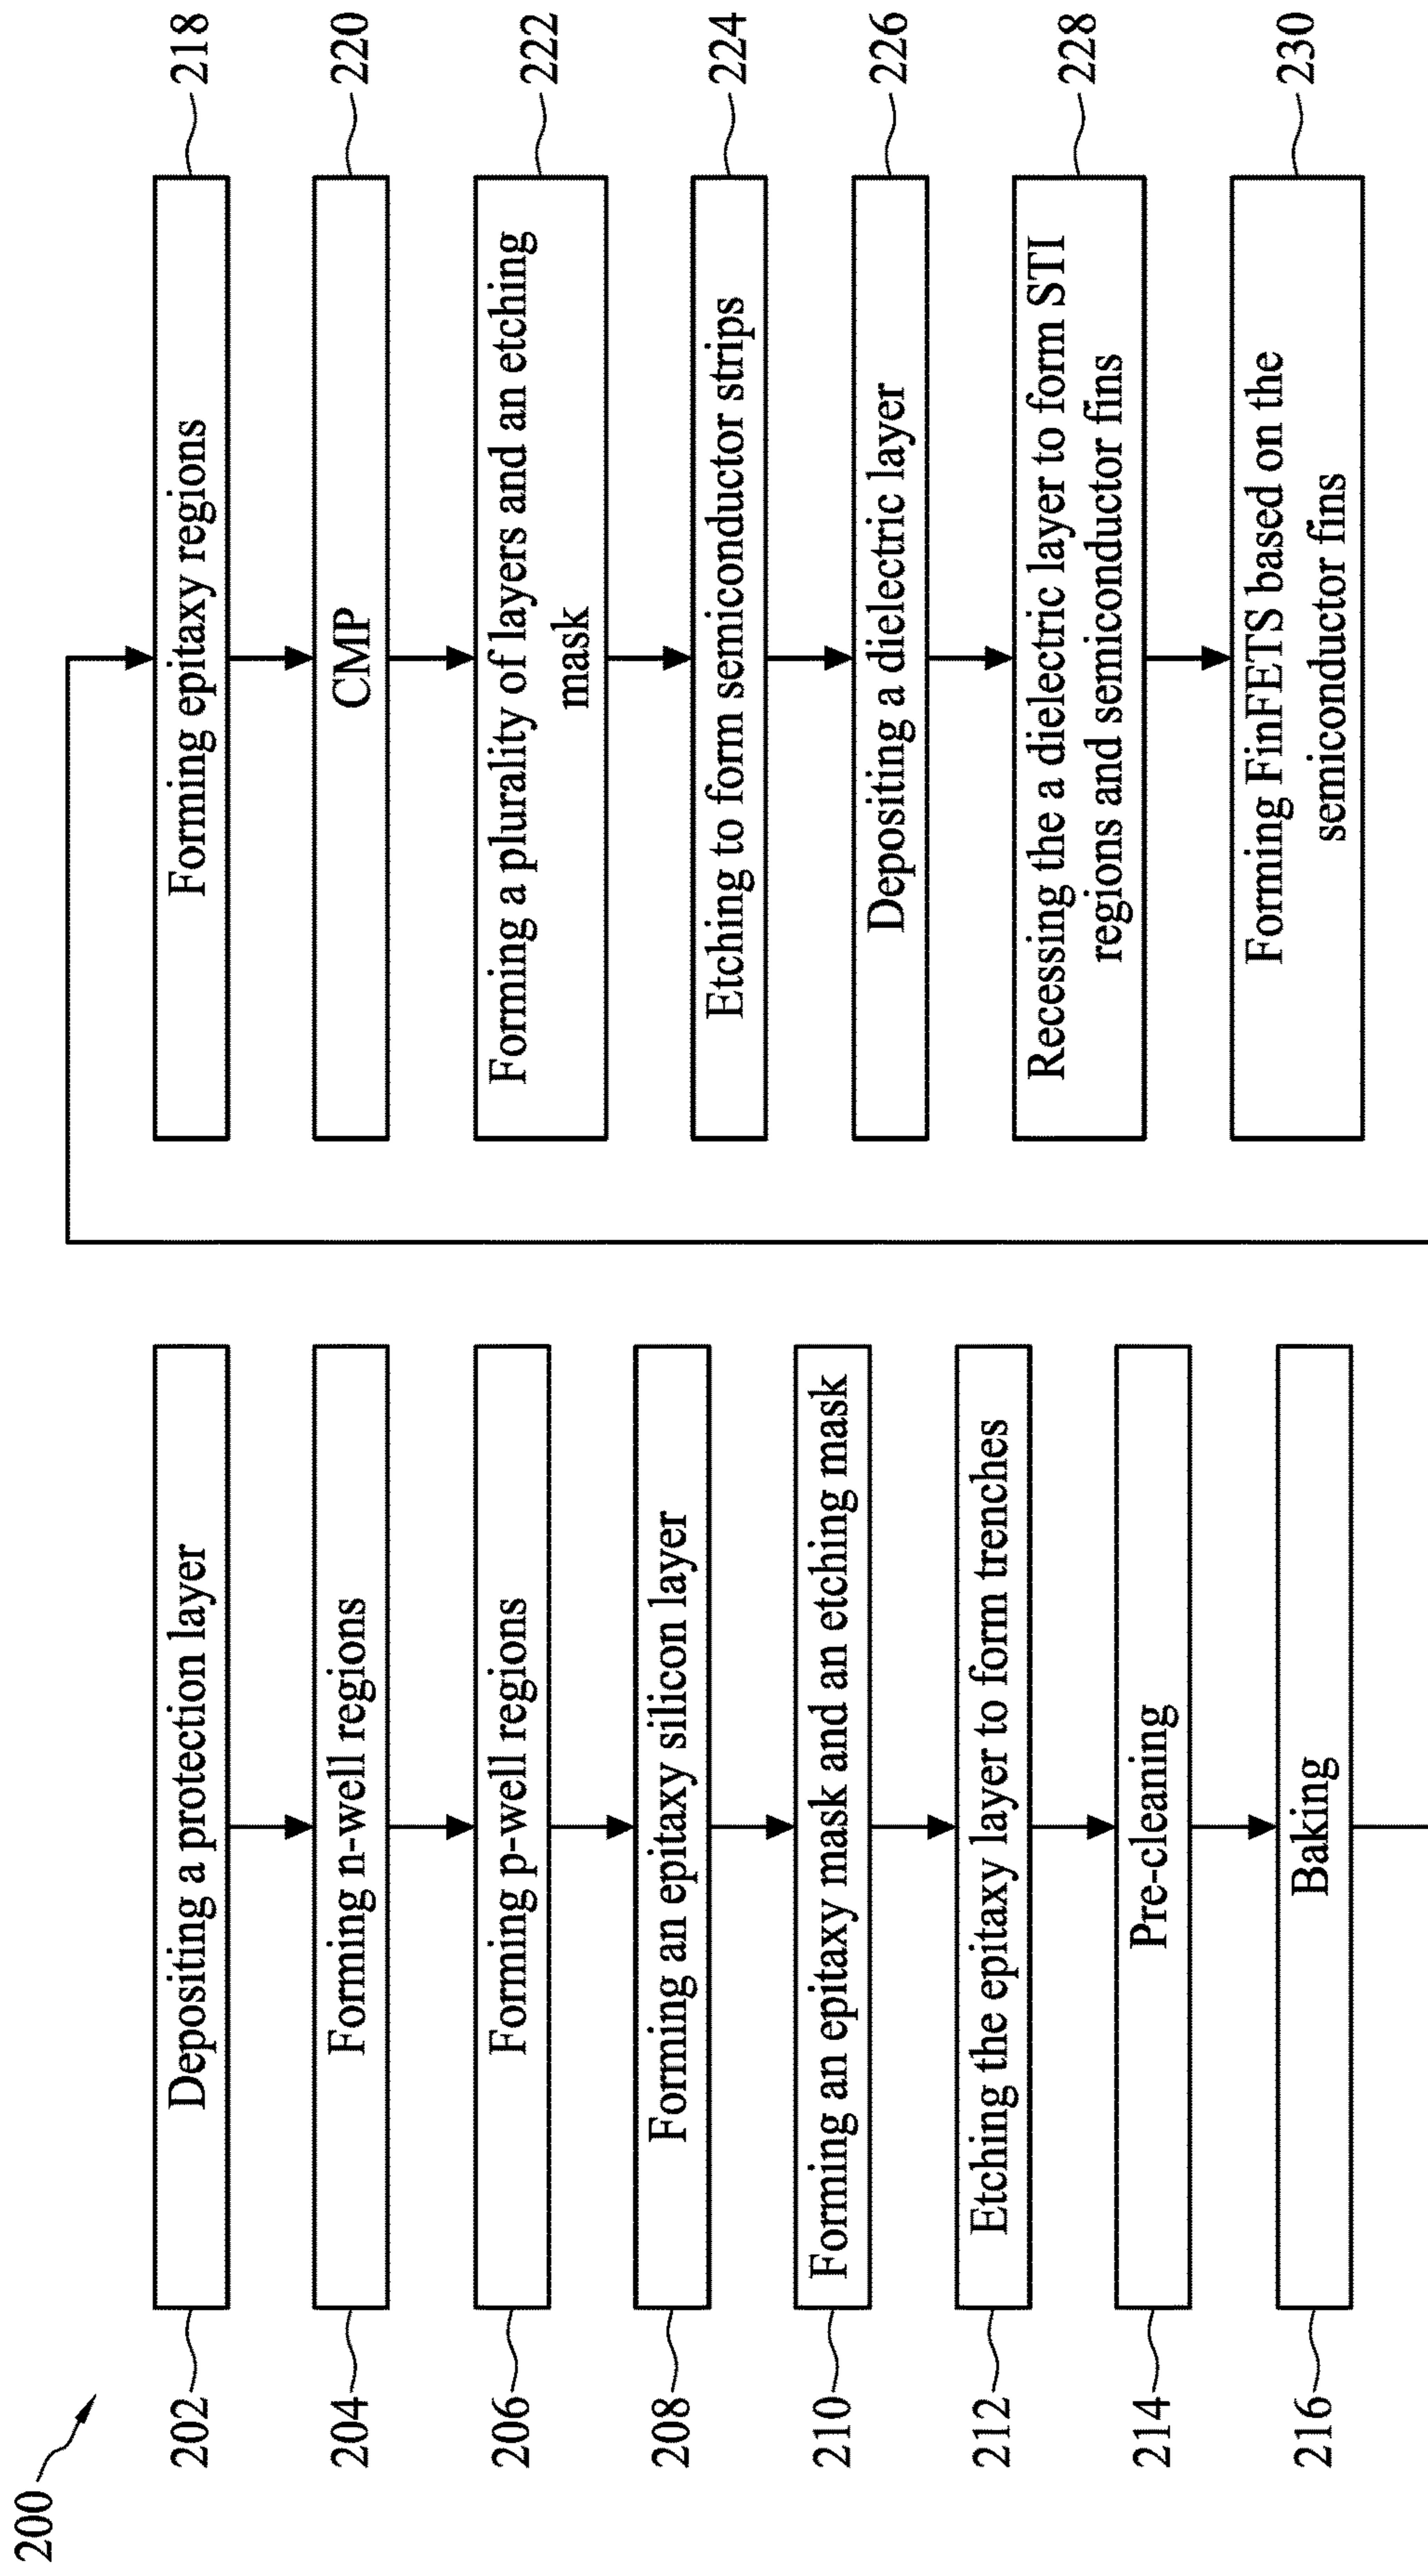 200
202
Depositing a protection layer
204
Forming n-well regions
206
Forming p-well regions
208
Forming an epitaxy silicon layer
210
Forming an epitaxy mask and an etching mask
212
Etching the epitaxy layer to form trenches
214
Pre-cleaning
216
Baking
Forming epitaxy regions
218
CMP
220
Forming a plurality of layers and an etching
mask
222
Etching to form semiconductor strips
224
Depositing a dielectric layer
226
Recessing the a dielectric layer to form STI
regions and semiconductor fins
228
Forming FinFETS based on the
semiconductor fins
230